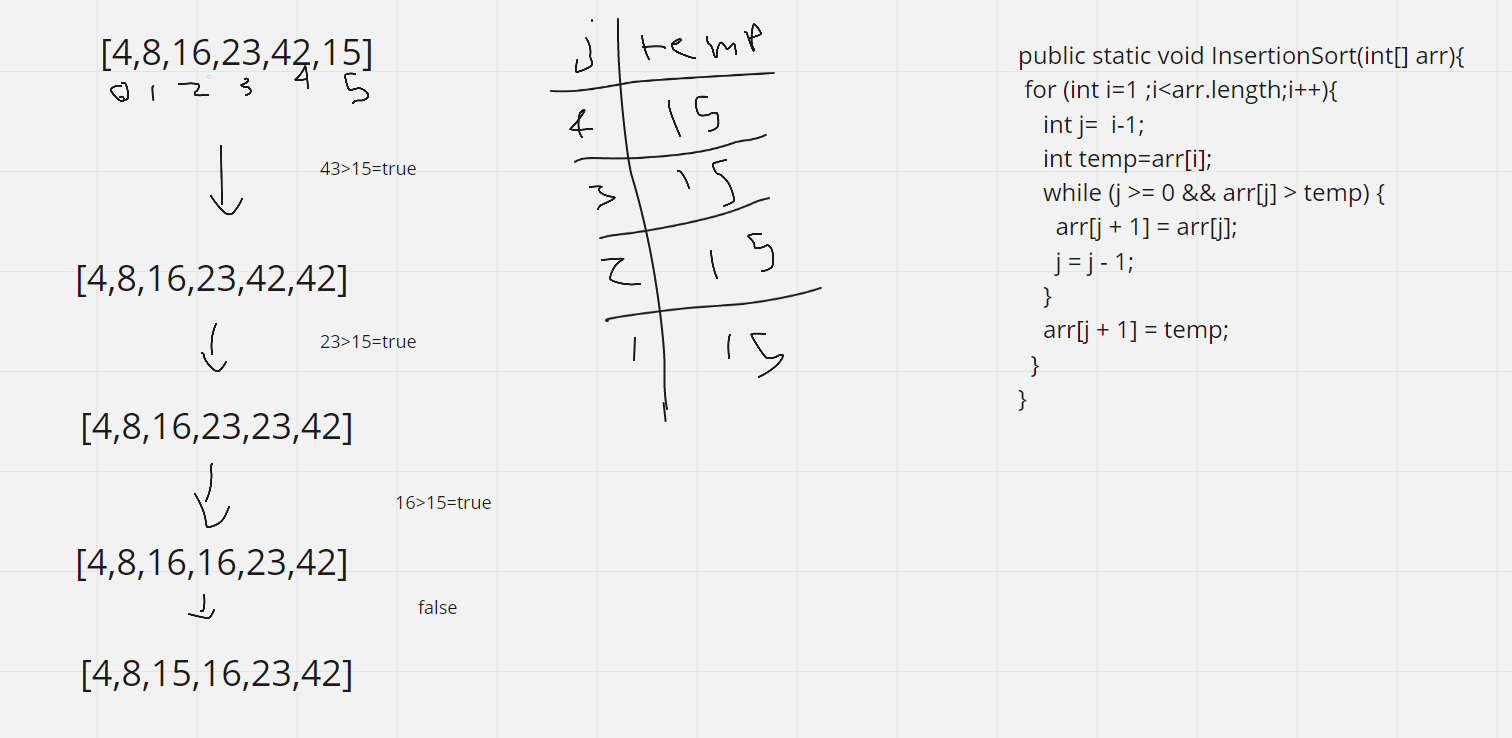 [4,8,16,23,42,15]
0 1 2 3 4 5
43>15=true
[4,8,16,23,42,42]
23>15=true
[4,8,16,23,23,42]
16>15=true
[4,8,16,16,23,42]
false
[4,8,15,16,23,42]
j temp
4 15
3 15
2 15
1 15
public static void InsertionSort(int[] arr){
for (int i=1 ;i<arr.length;i++){
int j=  i-1;
int temp=arr[i];
while (j >= 0 && arr[j] > temp) {
arr[j + 1] = arr[j];
j = j - 1;
}
arr[j + 1] = temp;
}
}